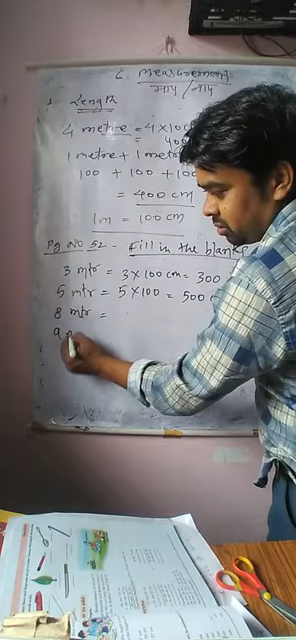 6. Measurement
माप / नाप
1. Length
4 metre = 4 × 100
= 400
1 metre + 1 metre
100 + 100 + 100
= 400 cm
1m = 100 cm
Pg no 52 - Fill in the blanks
3 mtr = 3 × 100 cm = 300
5 mtr = 5 × 100 = 500 c
8 mtr =
9